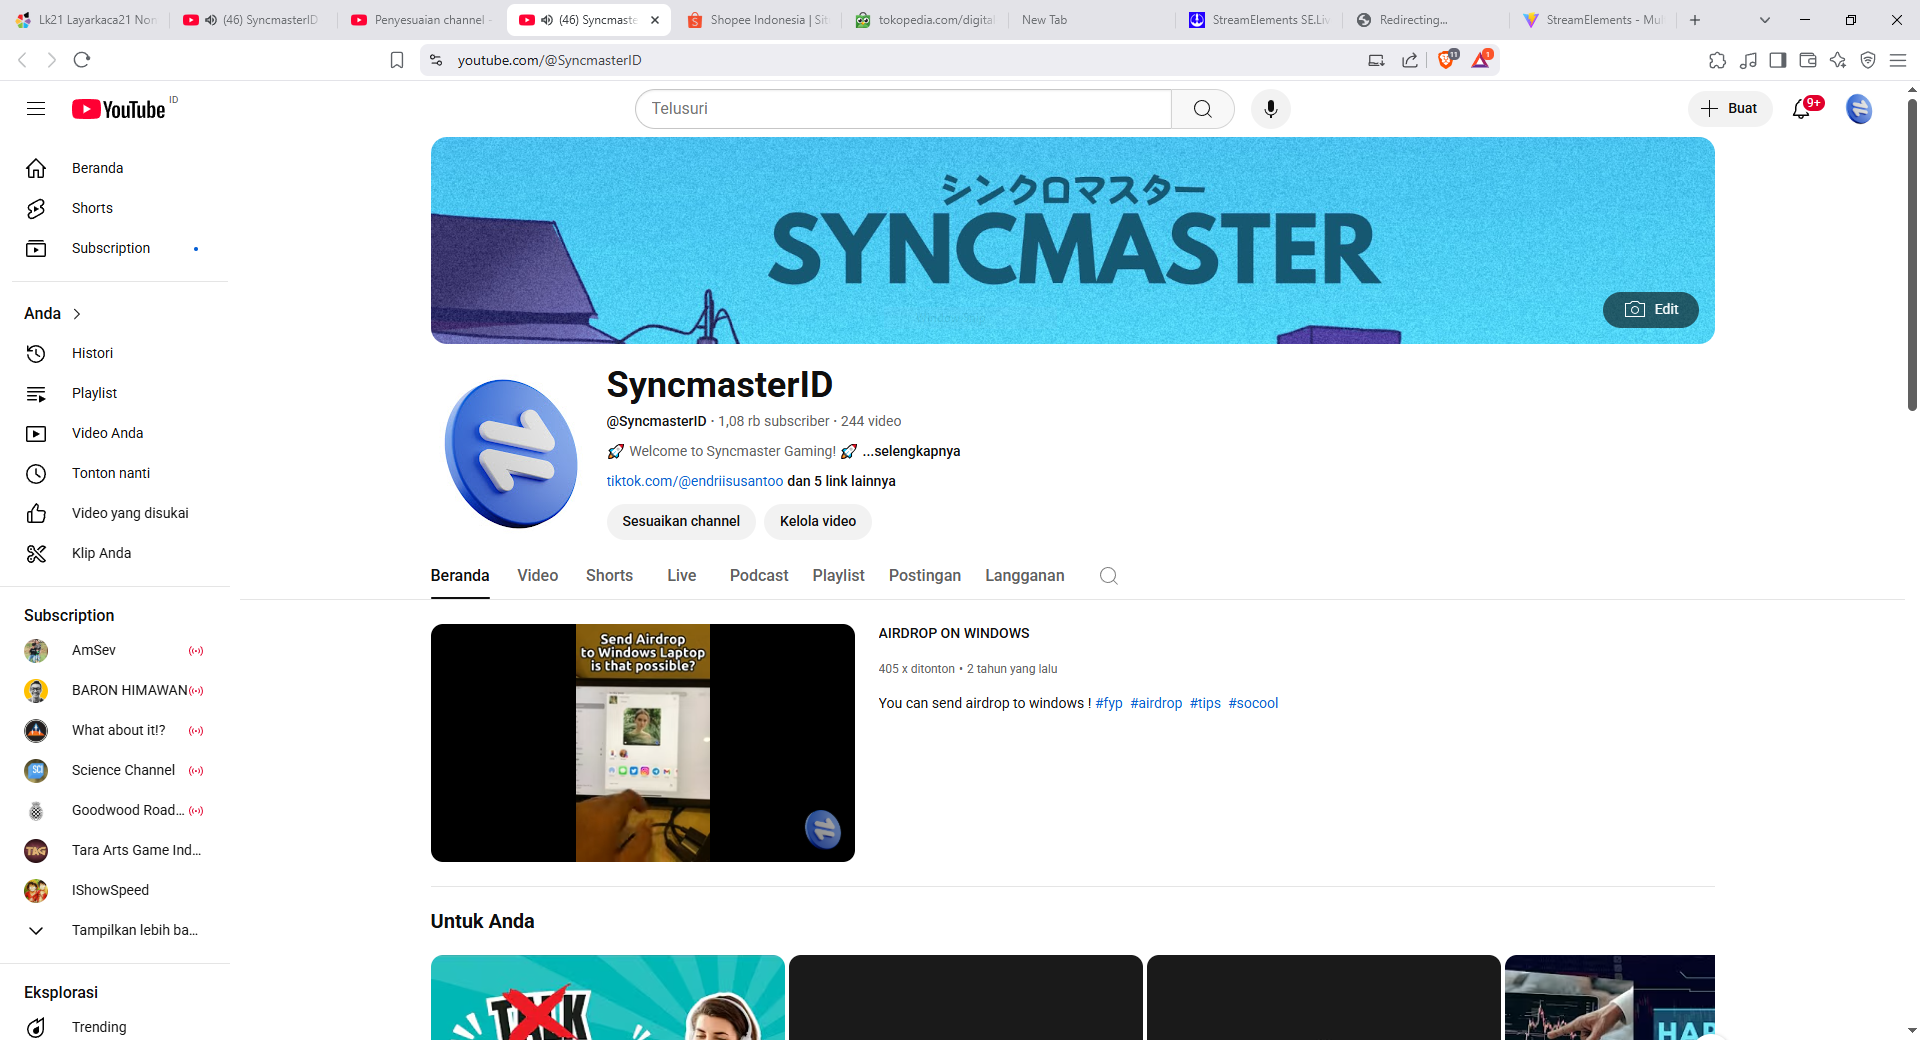 Lk21 Layarkaca21 Non
(46) SyncmasterID
Penyesuaian channel -
(46) Syncmaste
Shopee Indonesia | Sit
tokopedia.com/digital
New Tab
StreamElements SE.Liv
Redirecting...
StreamElements - Mul
youtube.com/@SyncmasterID
11
1
YouTube ID
Telusuri
Buat
9+
Beranda
Shorts
Subscription
Anda
Histori
Playlist
Video Anda
Tonton nanti
Video yang disukai
Klip Anda
Subscription
AmSev
BARON HIMAWAN
What about it!?
Science Channel
Goodwood Road...
Tara Arts Game Ind...
IShowSpeed
Tampilkan lebih ba...
Eksplorasi
Trending
シンクロマスター
SYNCMASTER
Edit
SyncmasterID
@SyncmasterID · 1,08 rb subscriber · 244 video
🚀 Welcome to Syncmaster Gaming! 🚀 ...selengkapnya
tiktok.com/@endriisusantoo dan 5 link lainnya
Sesuaikan channel
Kelola video
Beranda
Video
Shorts
Live
Podcast
Playlist
Postingan
Langganan
Send Airdrop
to Windows Laptop
is that possible?
AIRDROP ON WINDOWS
405 x ditonton • 2 tahun yang lalu
You can send airdrop to windows ! #fyp #airdrop #tips #socool
Untuk Anda